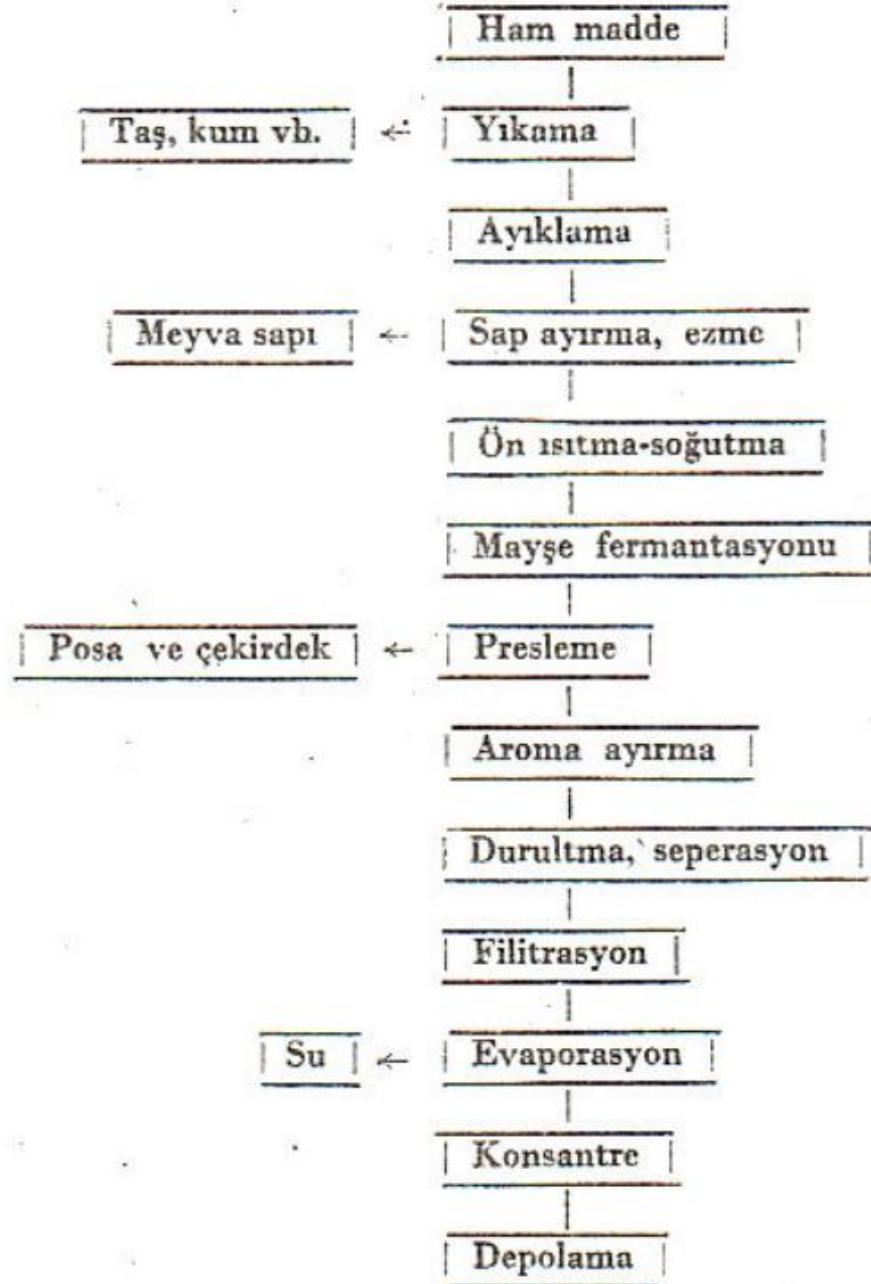 Ham madde
Taş, kum vb. ← Yıkama
Ayıklama
Meyva sapı ← Sap ayırma, ezme
Ön ısıtma-soğutma
Mayşe fermantasyonu
Posa ve çekirdek ← Presleme
Aroma ayırma
Durultma, seperasyon
Filitrasyon
Su ← Evaporasyon
Konsantre
Depolama